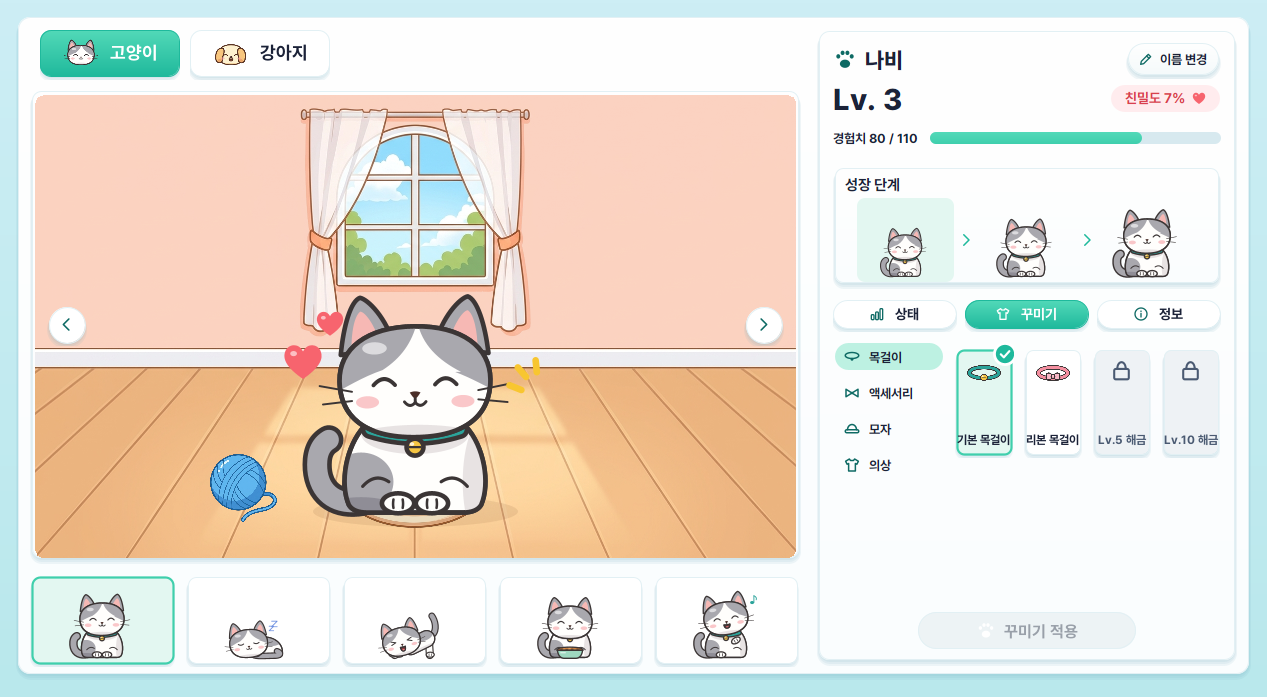 고양이
강아지
나비
이름 변경
Lv. 3
친밀도 7%
경험치 80 / 110
성장 단계
상태
꾸미기
정보
목걸이
액세서리
모자
의상
기본 목걸이
리본 목걸이
Lv.5 해금
Lv.10 해금
Z
꾸미기 적용